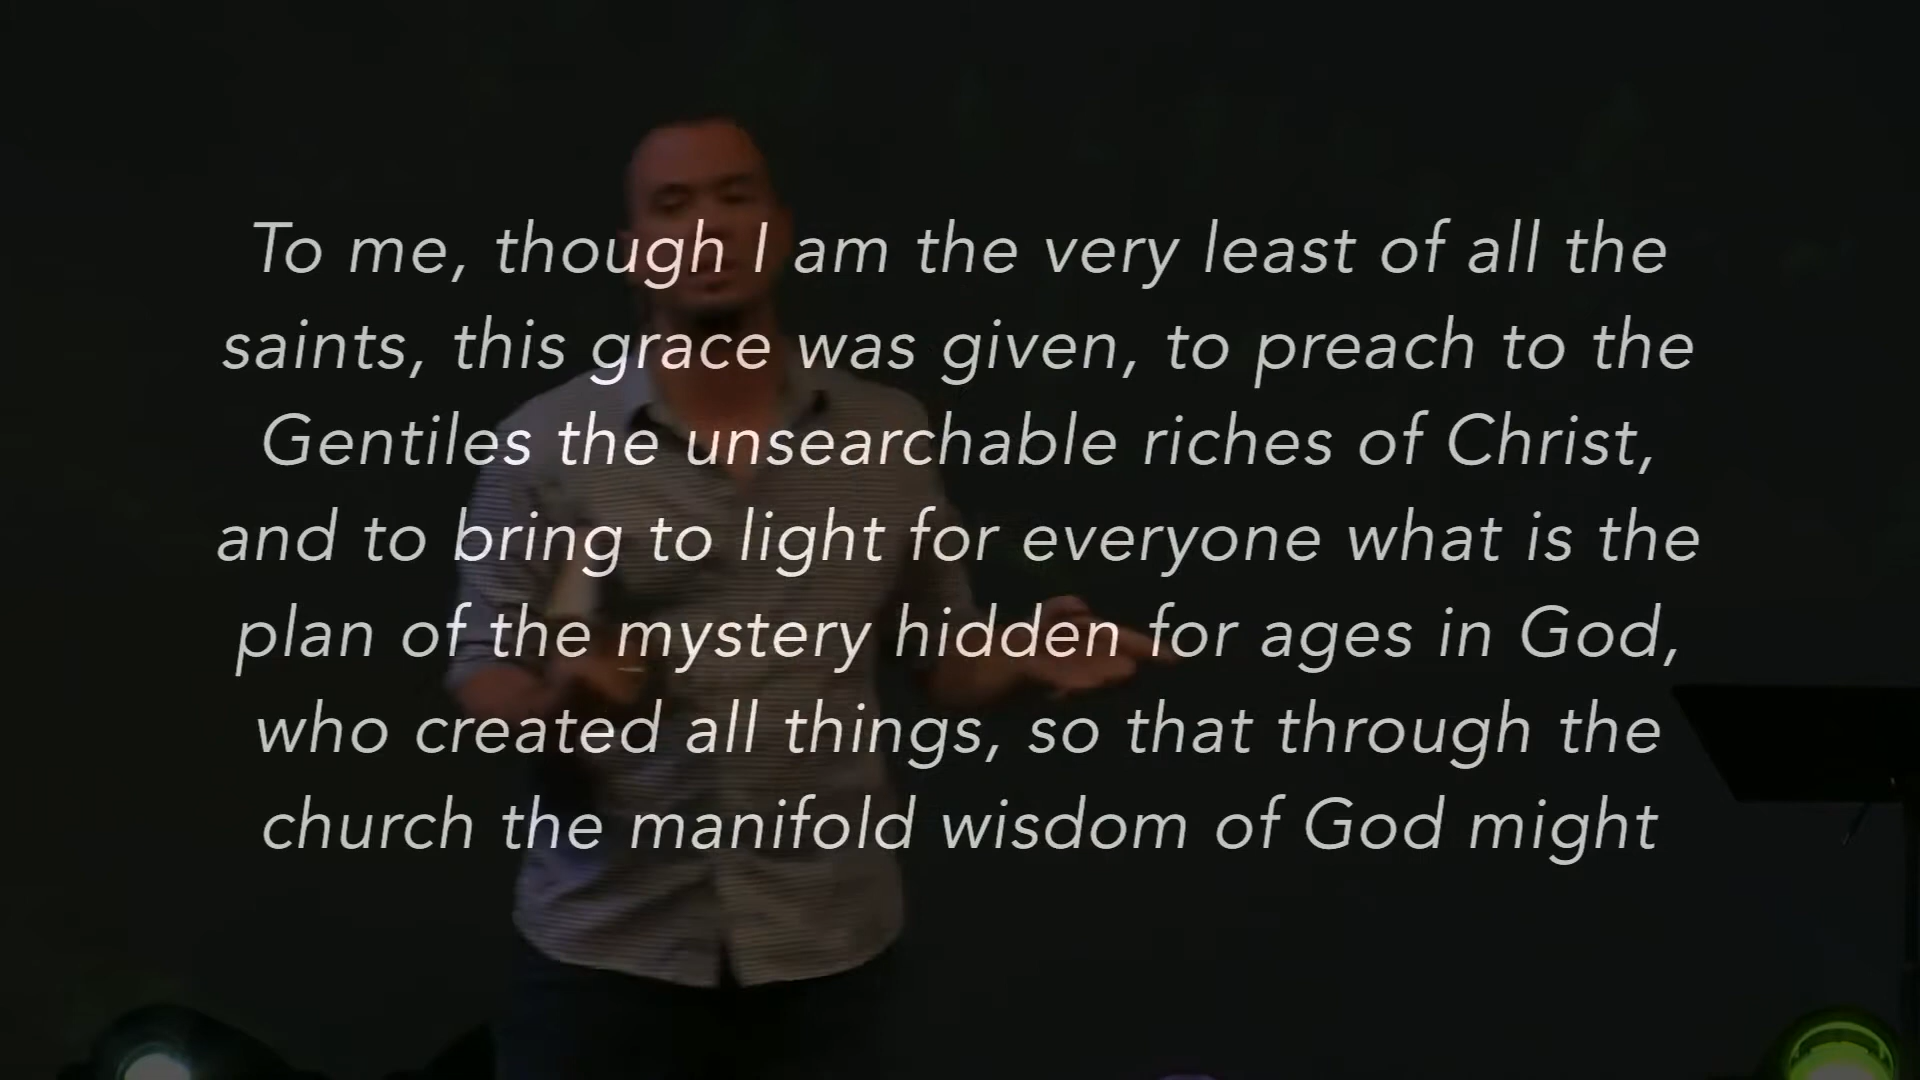 To me, though I am the very least of all the
saints, this grace was given, to preach to the
Gentiles the unsearchable riches of Christ,
and to bring to light for everyone what is the
plan of the mystery hidden for ages in God,
who created all things, so that through the
church the manifold wisdom of God might